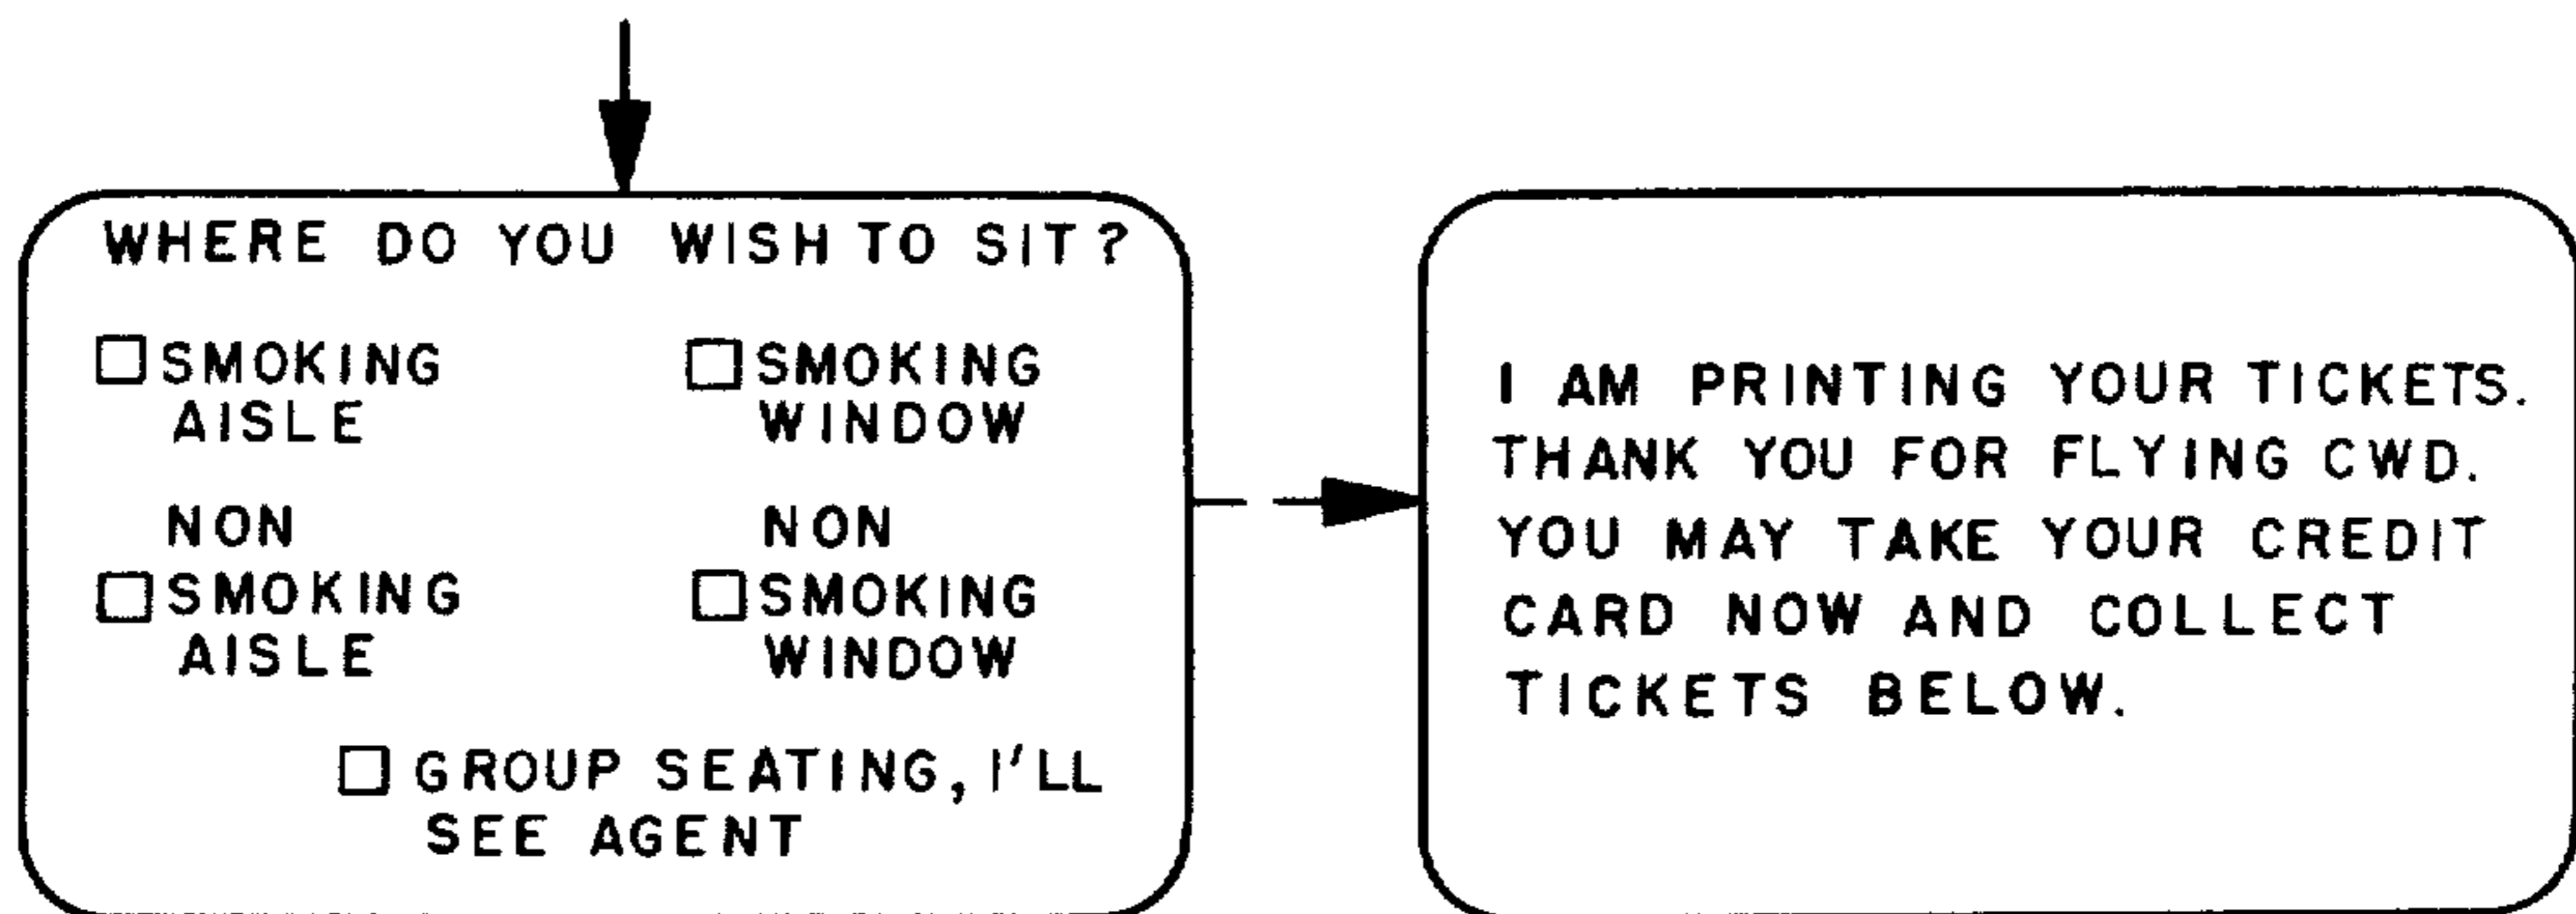 WHERE DO YOU WISH TO SIT?
SMOKING AISLE
SMOKING WINDOW
NON SMOKING AISLE
NON SMOKING WINDOW
GROUP SEATING, I'LL
SEE AGENT
I AM PRINTING YOUR TICKETS.
THANK YOU FOR FLYING CWD.
YOU MAY TAKE YOUR CREDIT
CARD NOW AND COLLECT
TICKETS BELOW.